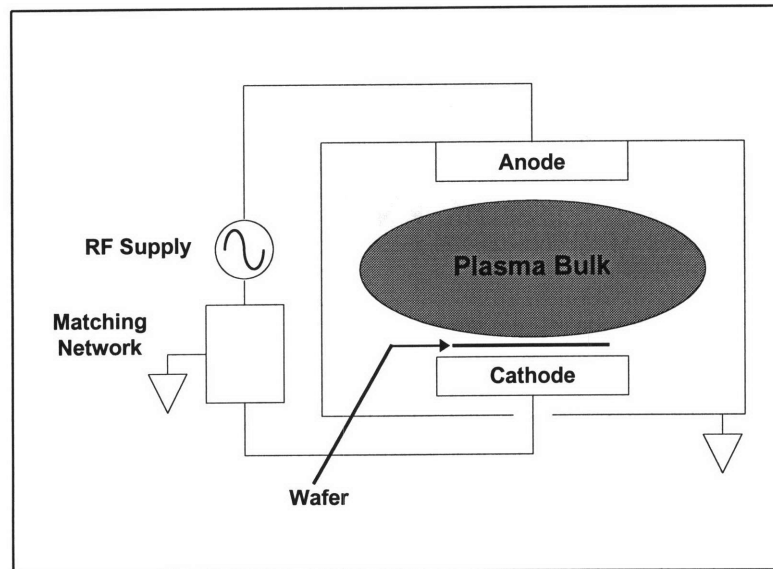 Anode
RF Supply
Plasma Bulk
Matching
Network
Cathode
Wafer